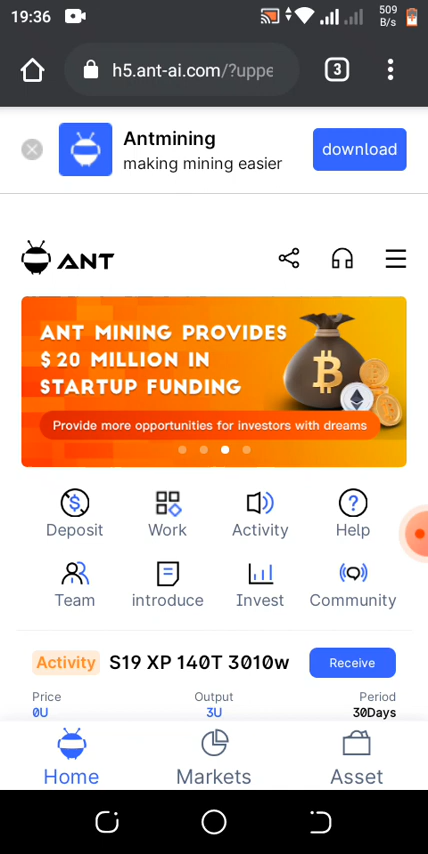 19:36
509
B/s
h5.ant-ai.com/?uppe
3
Antmining
making mining easier
download
ANT
ANT MINING PROVIDES
$ 20 MILLION IN
STARTUP FUNDING
Provide more opportunities for investors with dreams
Deposit
Work
Activity
Help
Team
introduce
Invest
Community
Activity
S19 XP 140T 3010w
Receive
Price
Output
Period
0U
3U
30Days
Home
Markets
Asset